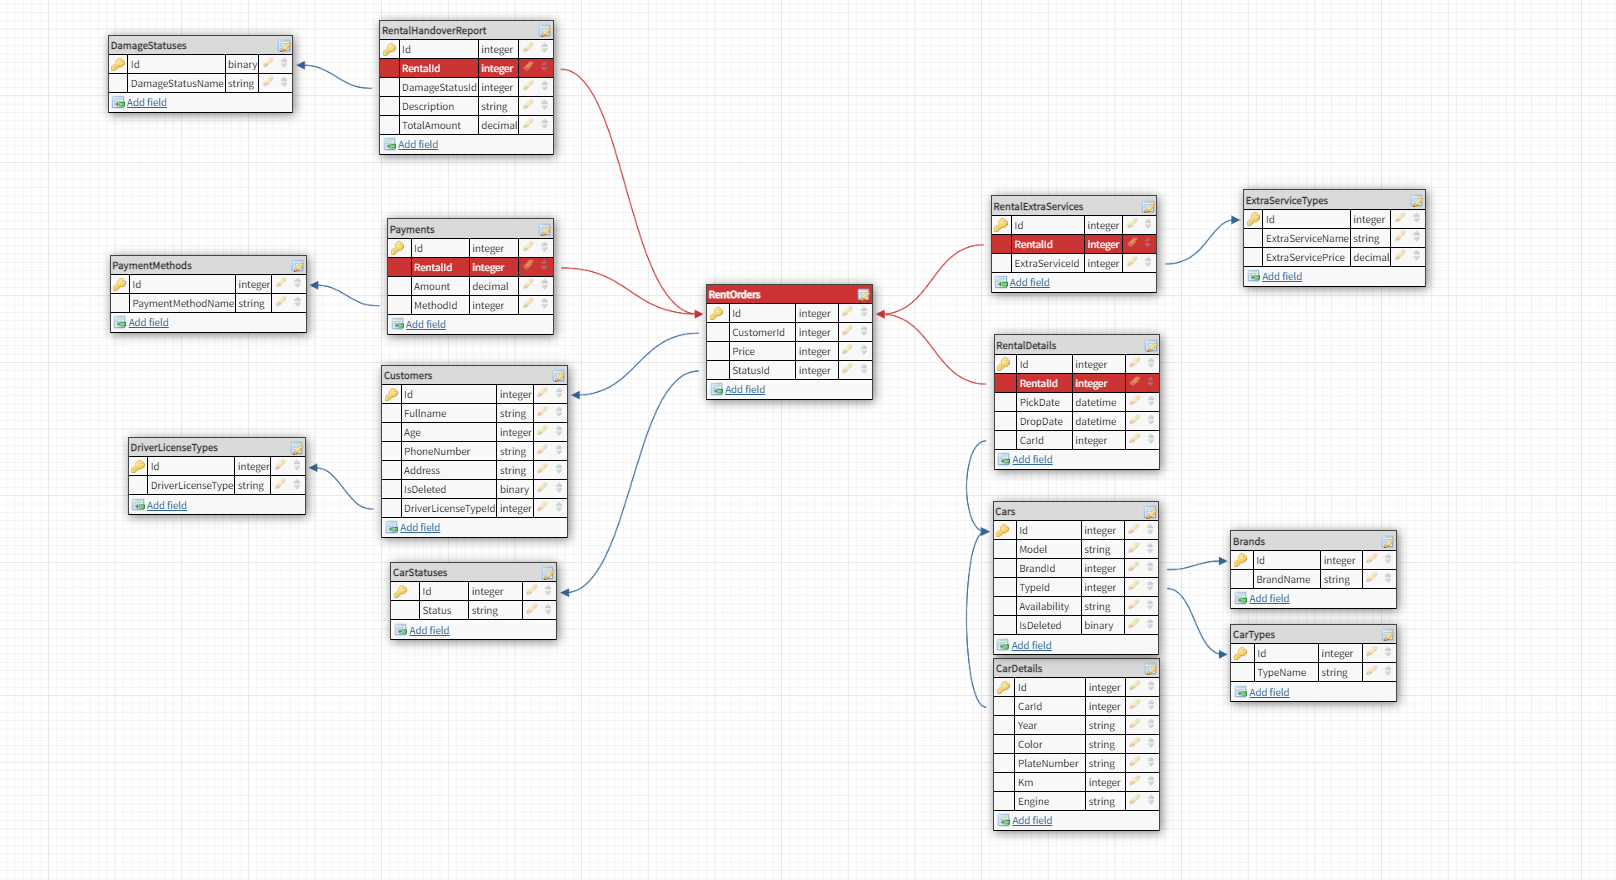 DamageStatuses
Id binary
DamageStatusName string
Add field
RentalHandoverReport
Id integer
RentalId integer
DamageStatusId integer
Description string
TotalAmount decimal
Add field
PaymentMethods
Id integer
PaymentMethodName string
Add field
Payments
Id integer
RentalId integer
Amount decimal
MethodId integer
Add field
DriverLicenseTypes
Id integer
DriverLicenseType string
Add field
Customers
Id integer
Fullname string
Age integer
PhoneNumber string
Address string
IsDeleted binary
DriverLicenseTypeId integer
Add field
CarStatuses
Id integer
Status string
Add field
RentOrders
Id integer
CustomerId integer
Price integer
StatusId integer
Add field
RentalExtraServices
Id integer
RentalId integer
ExtraServiceId integer
Add field
ExtraServiceTypes
Id integer
ExtraServiceName string
ExtraServicePrice decimal
Add field
RentalDetails
Id integer
RentalId integer
PickDate datetime
DropDate datetime
CarId integer
Add field
Cars
Id integer
Model string
BrandId integer
TypeId integer
Availability string
IsDeleted binary
Add field
Brands
Id integer
BrandName string
Add field
CarTypes
Id integer
TypeName string
Add field
CarDetails
Id integer
CarId integer
Year string
Color string
PlateNumber string
Km integer
Engine string
Add field